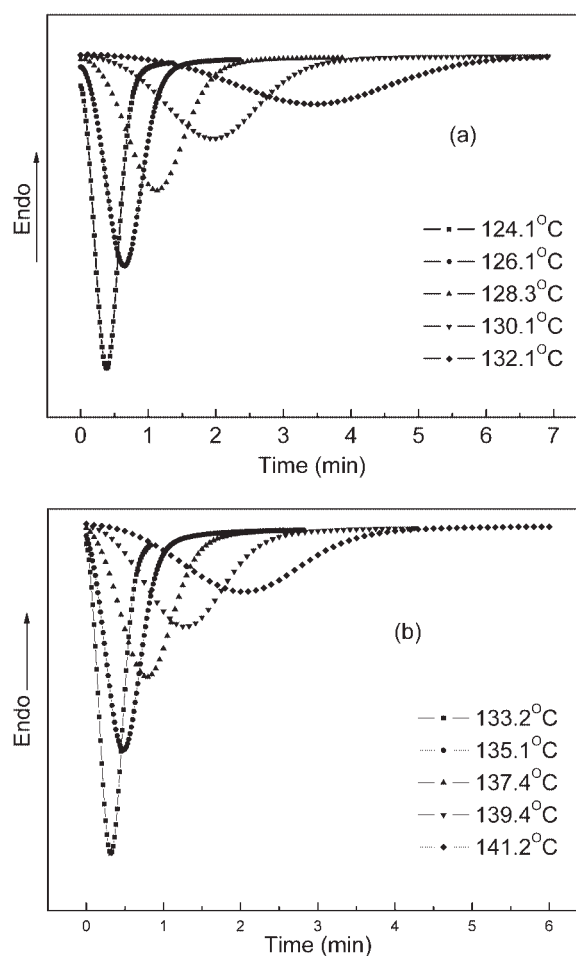 (a)
Endo
124.1°C
126.1°C
128.3°C
130.1°C
132.1°C
0 1 2 3 4 5 6 7
Time (min)
(b)
Endo
133.2°C
135.1°C
137.4°C
139.4°C
141.2°C
0 1 2 3 4 5 6
Time (min)